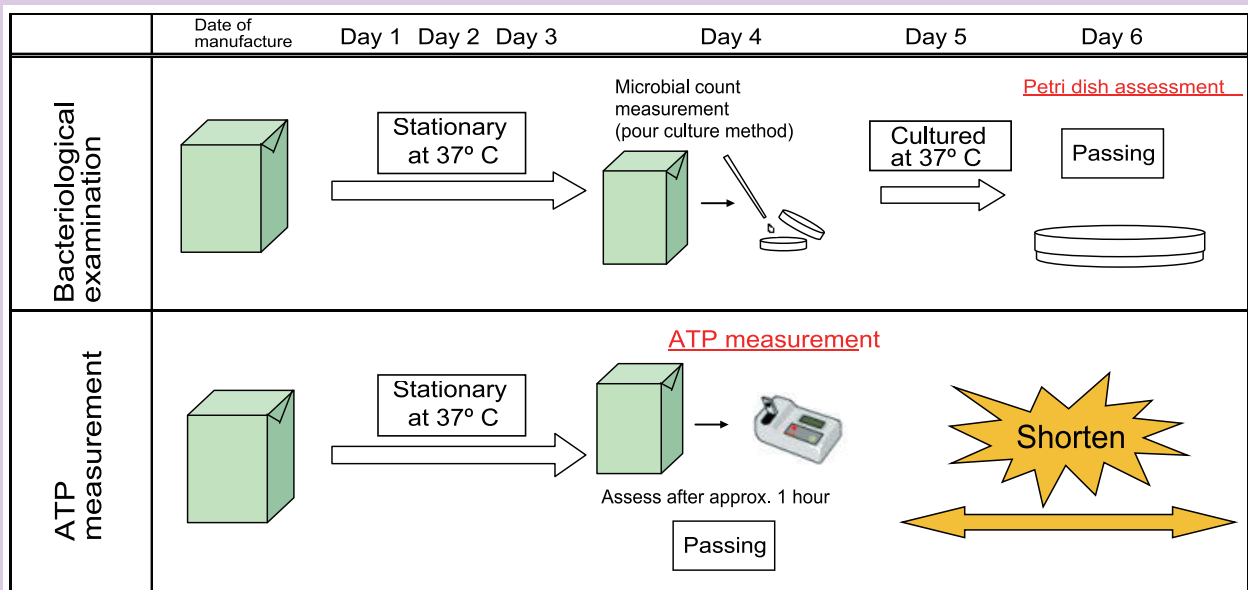 Date of
manufacture
Day 1 Day 2 Day 3
Day 4
Day 5
Day 6
Bacteriological
examination
Stationary
at 37º C
Microbial count
measurement
(pour culture method)
Cultured
at 37º C
Petri dish assessment
Passing
ATP
measurement
Stationary
at 37º C
ATP measurement
Assess after approx. 1 hour
Passing
Shorten